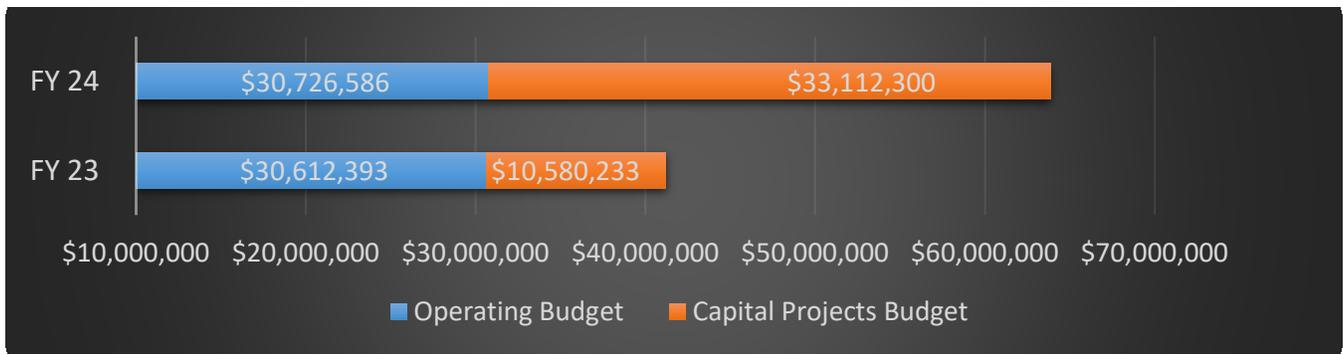 FY 24 $30,726,586 $33,112,300
FY 23 $30,612,393 $10,580,233
$10,000,000 $20,000,000 $30,000,000 $40,000,000 $50,000,000 $60,000,000 $70,000,000
Operating Budget Capital Projects Budget